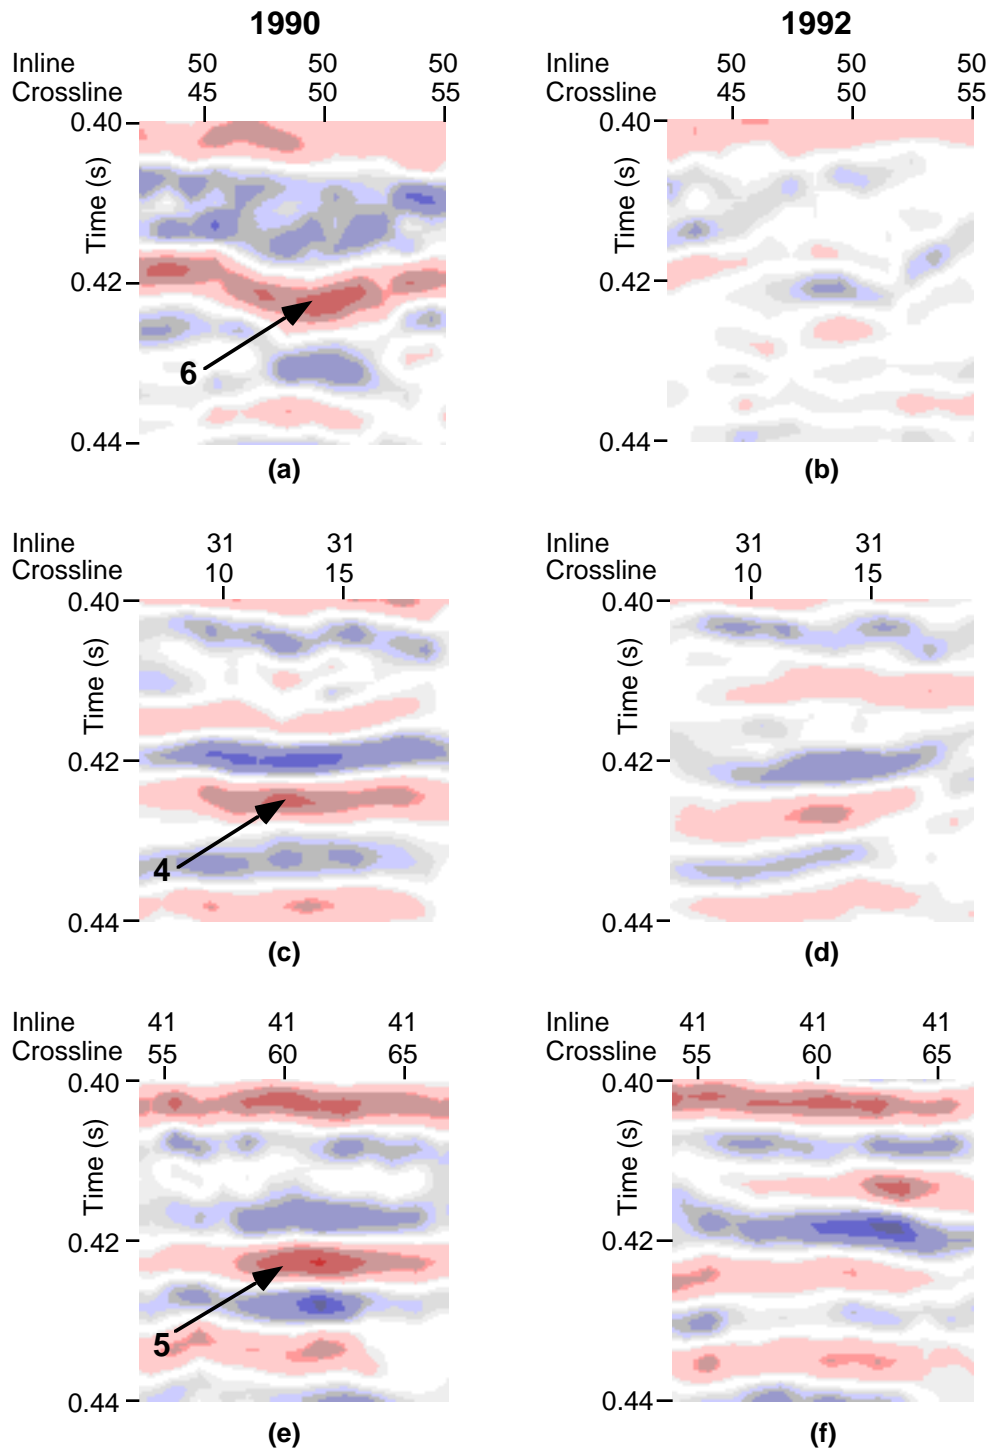 1990 1992
Inline 50 50 50 Inline 50 50 50
Crossline 45 50 55 Crossline 45 50 55
0.40 0.40
Time (s) Time (s)
0.42 0.42
6
0.44 0.44
(a) (b)
Inline 31 31 Inline 31 31
Crossline 10 15 Crossline 10 15
0.40 0.40
Time (s) Time (s)
0.42 0.42
4
0.44 0.44
(c) (d)
Inline 41 41 41 Inline 41 41 41
Crossline 55 60 65 Crossline 55 60 65
0.40 0.40
Time (s) Time (s)
0.42 0.42
5
0.44 0.44
(e) (f)